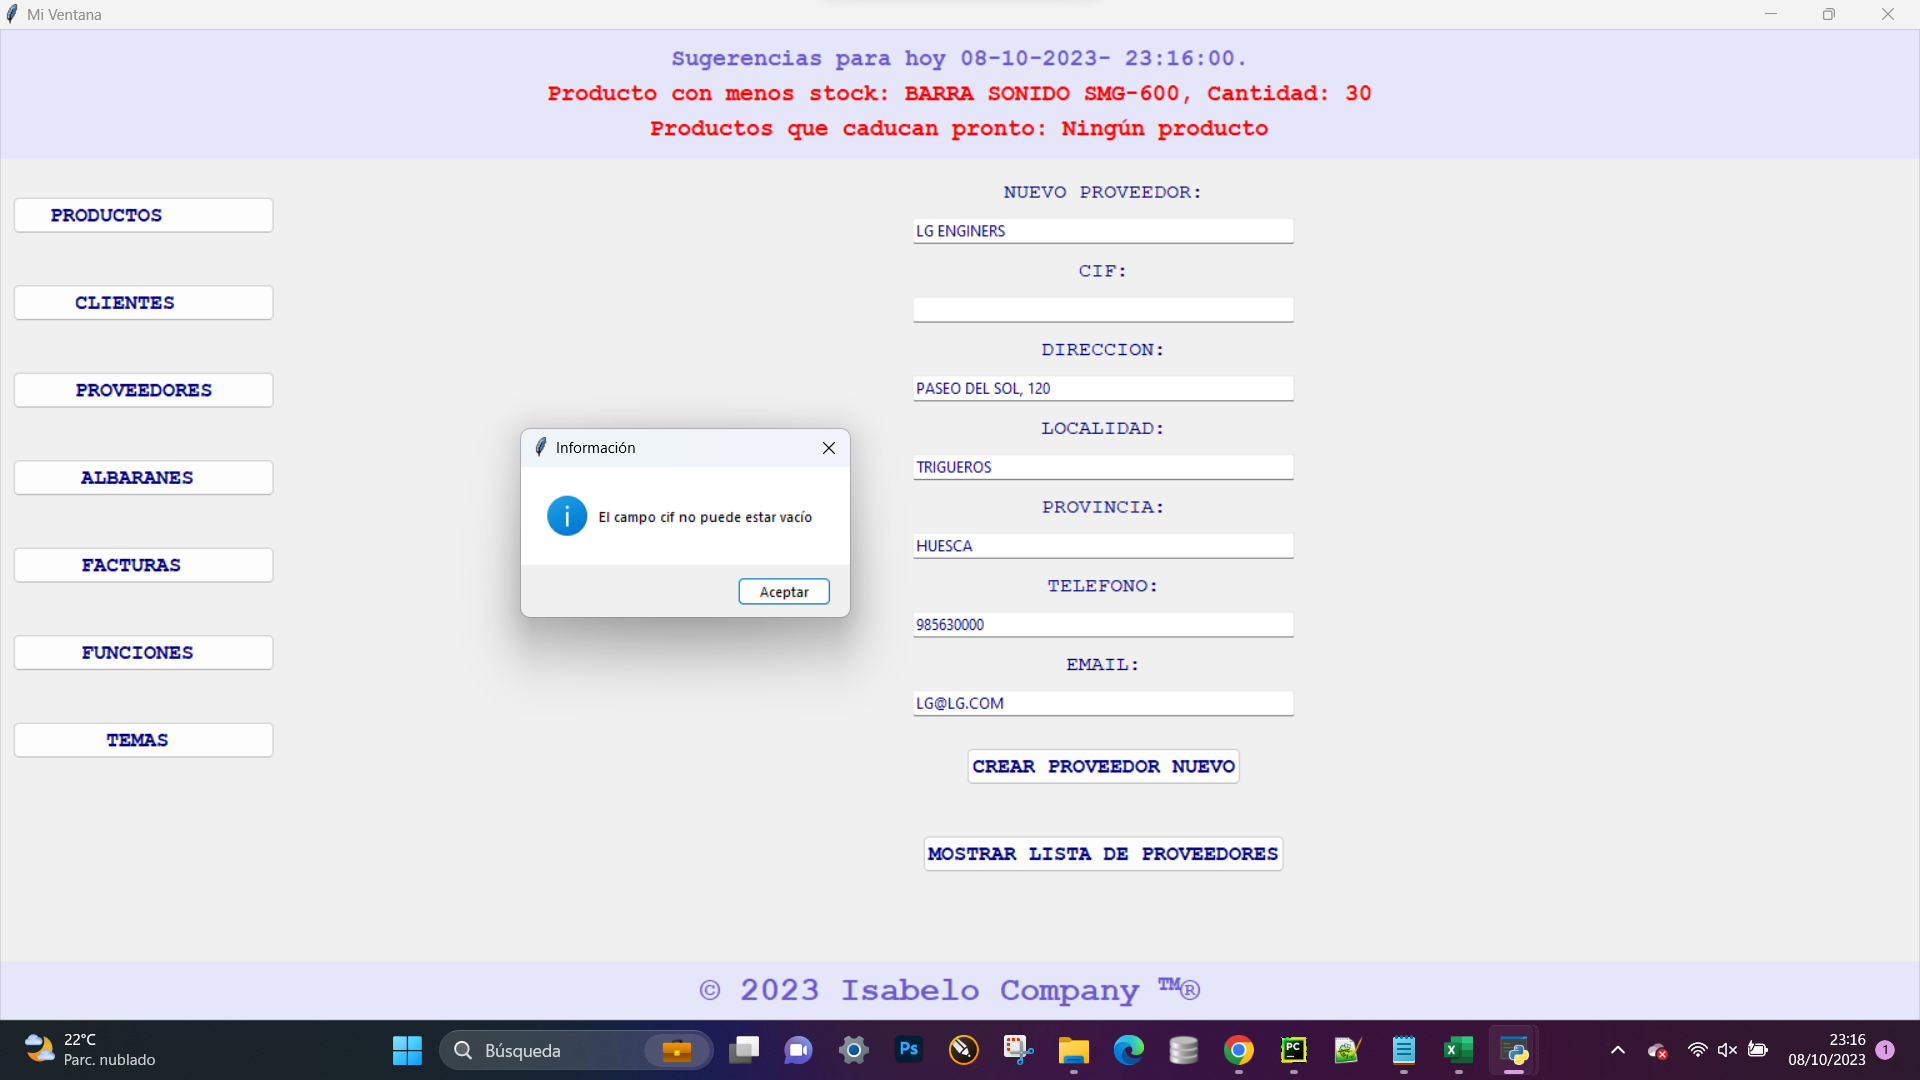 Mi Ventana
Sugerencias para hoy 08-10-2023- 23:16:00.
Producto con menos stock: BARRA SONIDO SMG-600, Cantidad: 30
Productos que caducan pronto: Ningún producto
PRODUCTOS
CLIENTES
PROVEEDORES
ALBARANES
FACTURAS
FUNCIONES
TEMAS
Información
El campo cif no puede estar vacío
Aceptar
NUEVO PROVEEDOR:
LG ENGINERS
CIF:
DIRECCION:
PASEO DEL SOL, 120
LOCALIDAD:
TRIGUEROS
PROVINCIA:
HUESCA
TELEFONO:
985630000
EMAIL:
LG@LG.COM
CREAR PROVEEDOR NUEVO
MOSTRAR LISTA DE PROVEEDORES
© 2023 Isabelo Company ™®
22°C
Parc. nublado
Búsqueda
Ps
PC
X
23:16
08/10/2023
1